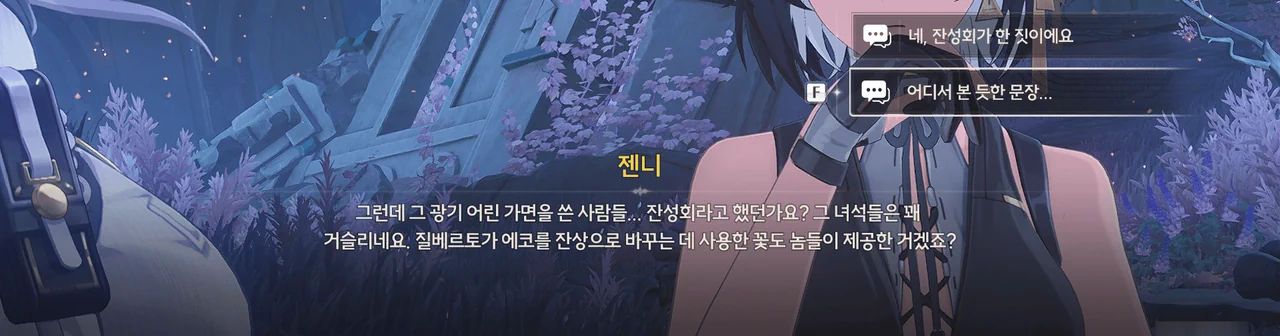 네, 잔성회가 한 짓이에요
F
어디서 본 듯한 문장...
젠니
그런데 그 광기 어린 가면을 쓴 사람들... 잔성회라고 했던가요? 그 녀석들은 꽤
거슬리네요. 질베르토가 에코를 잔상으로 바꾸는 데 사용한 꽃도 놈들이 제공한 거겠죠?